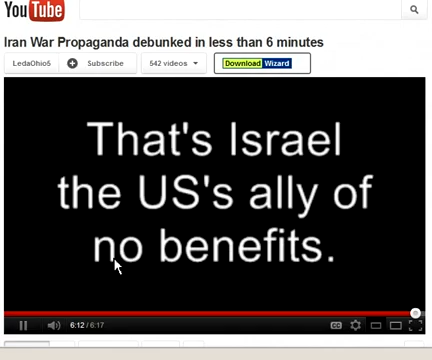 YouTube
Iran War Propaganda debunked in less than 6 minutes
LedaOhio5 Subscribe 542 videos Download Wizard
That's Israel
the US's ally of
no benefits.
6:12 / 6:17 CC